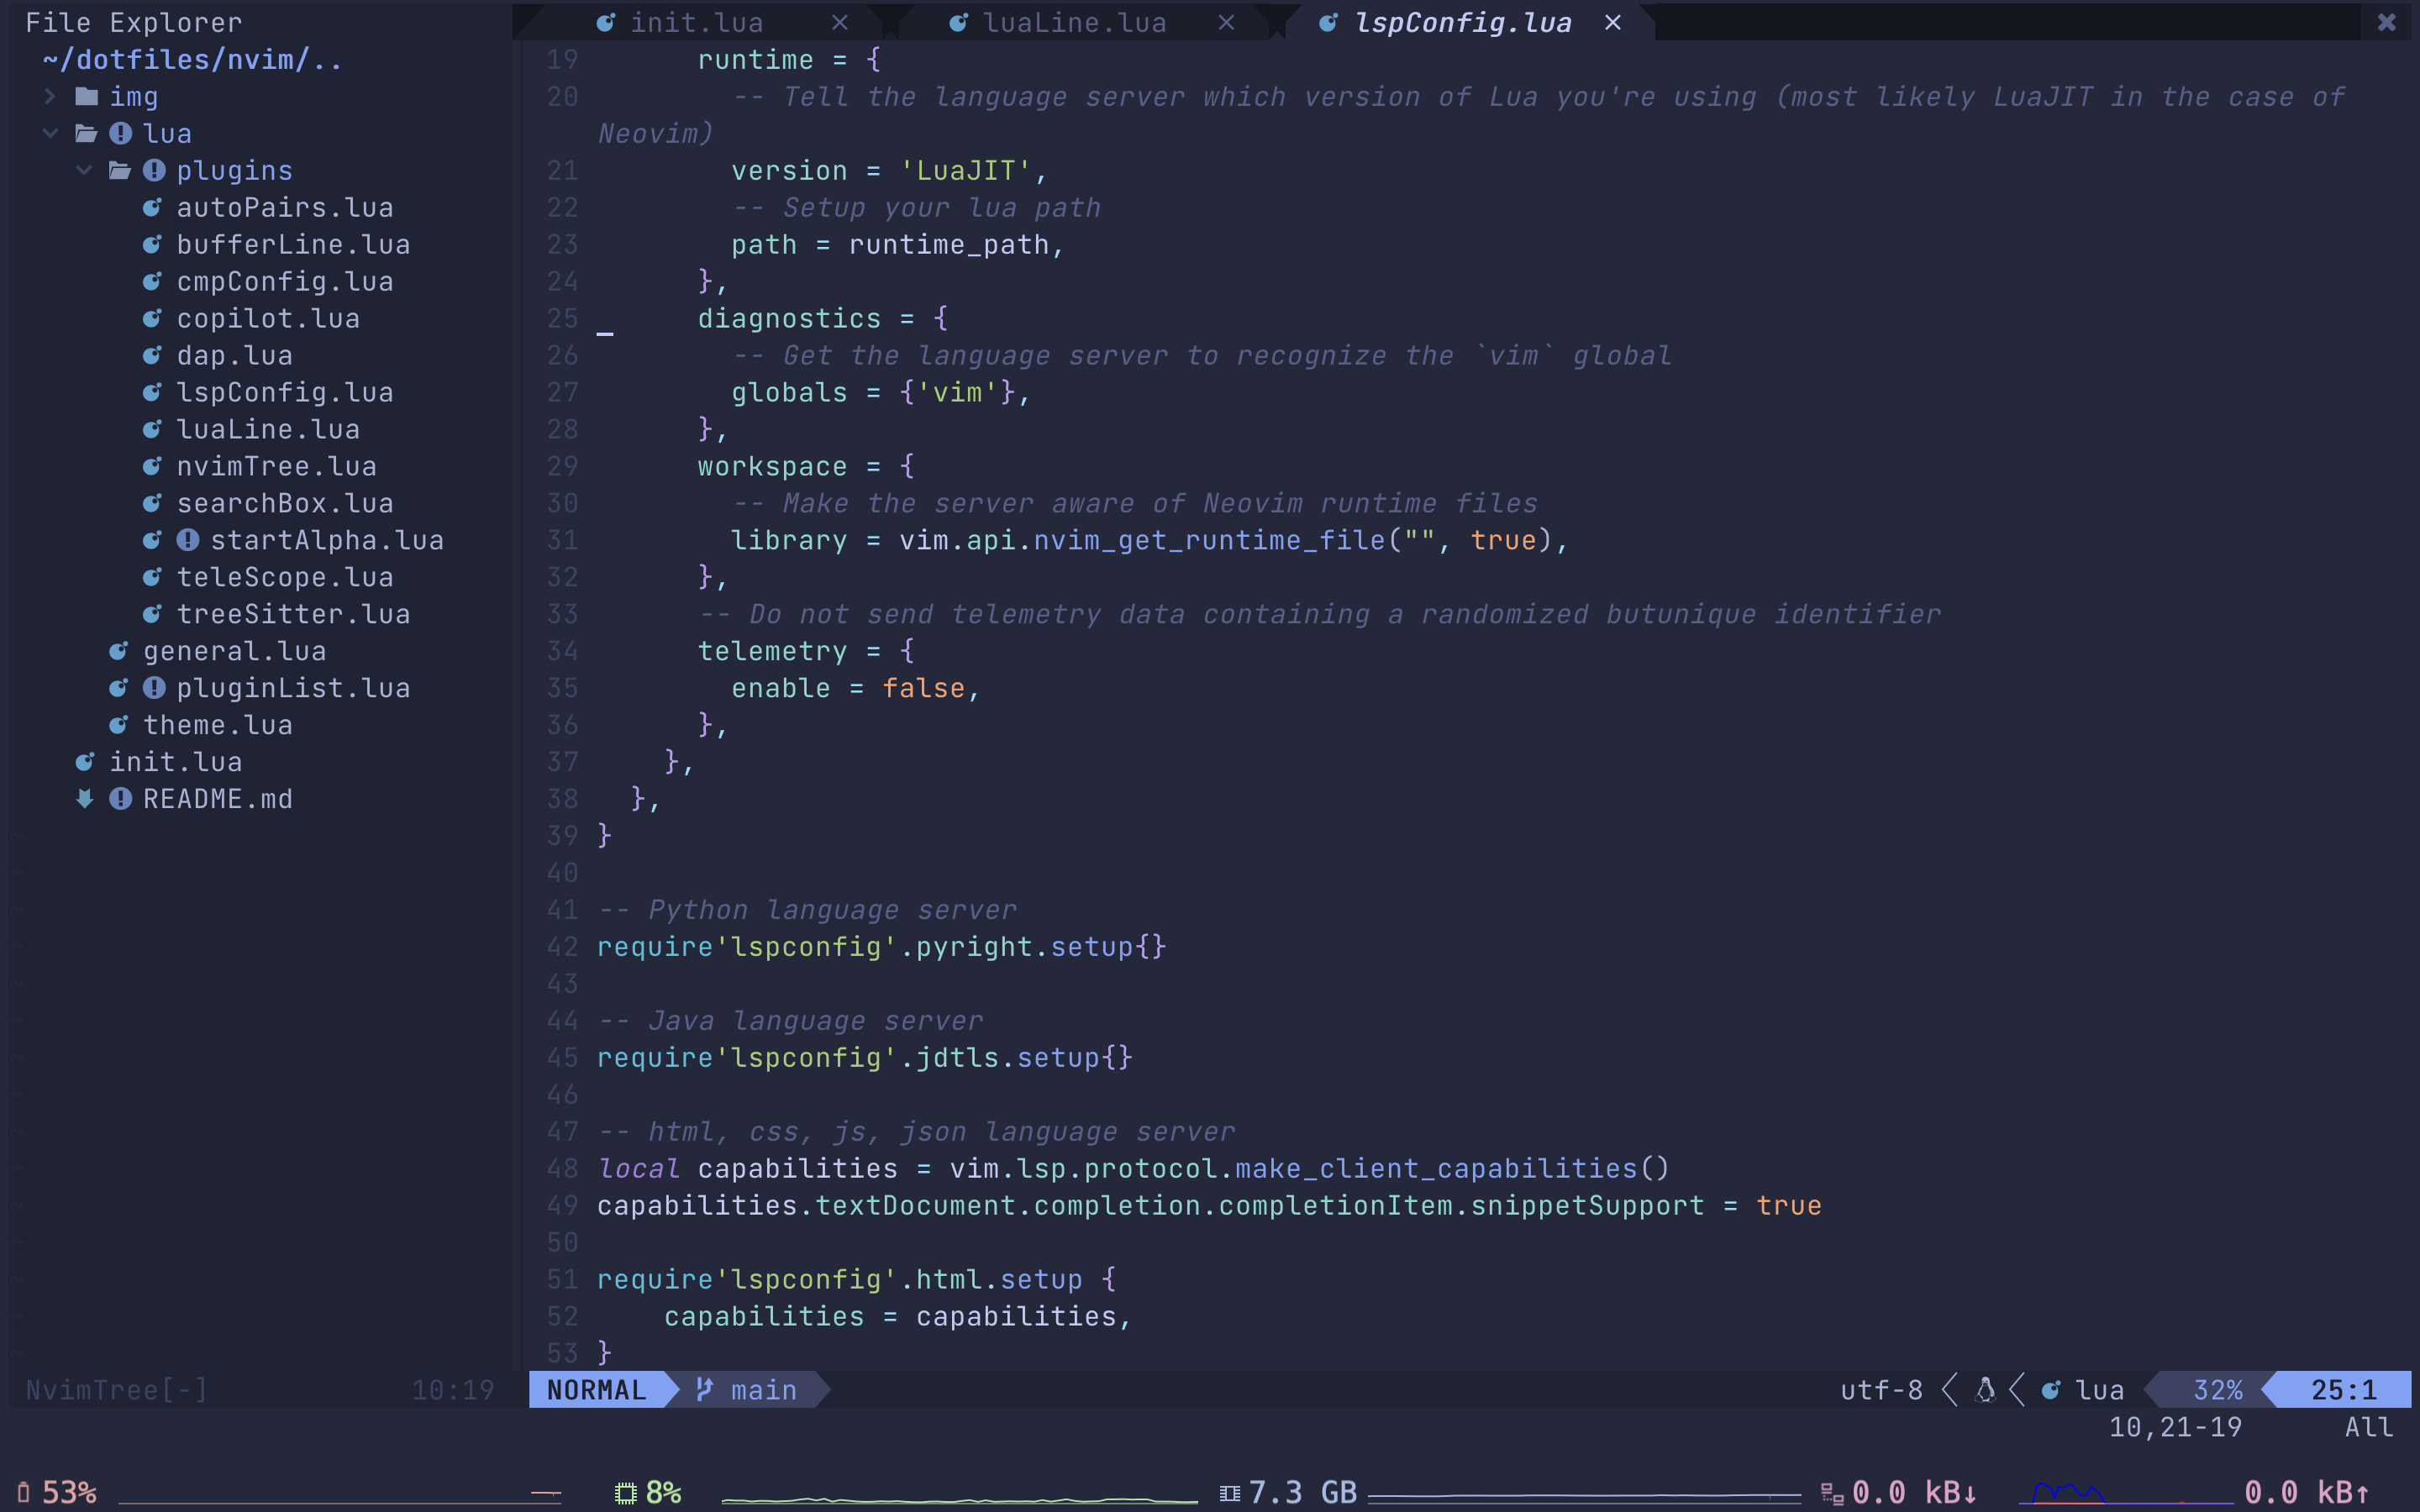 File Explorer
~/dotfiles/nvim/..
img
lua
plugins
autoPairs.lua
bufferLine.lua
cmpConfig.lua
copilot.lua
dap.lua
lspConfig.lua
luaLine.lua
nvimTree.lua
searchBox.lua
startAlpha.lua
teleScope.lua
treeSitter.lua
general.lua
pluginList.lua
theme.lua
init.lua
README.md
NvimTree[-] 10:19
init.lua × luaLine.lua × lspConfig.lua ×
19 runtime = {
20 -- Tell the language server which version of Lua you're using (most likely LuaJIT in the case of
Neovim)
21 version = 'LuaJIT',
22 -- Setup your lua path
23 path = runtime_path,
24 },
25 diagnostics = {
26 -- Get the language server to recognize the `vim` global
27 globals = {'vim'},
28 },
29 workspace = {
30 -- Make the server aware of Neovim runtime files
31 library = vim.api.nvim_get_runtime_file("", true),
32 },
33 -- Do not send telemetry data containing a randomized butunique identifier
34 telemetry = {
35 enable = false,
36 },
37 },
38 },
39 }
40
41 -- Python language server
42 require'lspconfig'.pyright.setup{}
43
44 -- Java language server
45 require'lspconfig'.jdtls.setup{}
46
47 -- html, css, js, json language server
48 local capabilities = vim.lsp.protocol.make_client_capabilities()
49 capabilities.textDocument.completion.completionItem.snippetSupport = true
50
51 require'lspconfig'.html.setup {
52 capabilities = capabilities,
53 }
NORMAL main utf-8 lua 32% 25:1
10,21-19 All
53% 8% 7.3 GB 0.0 kB↓ 0.0 kB↑